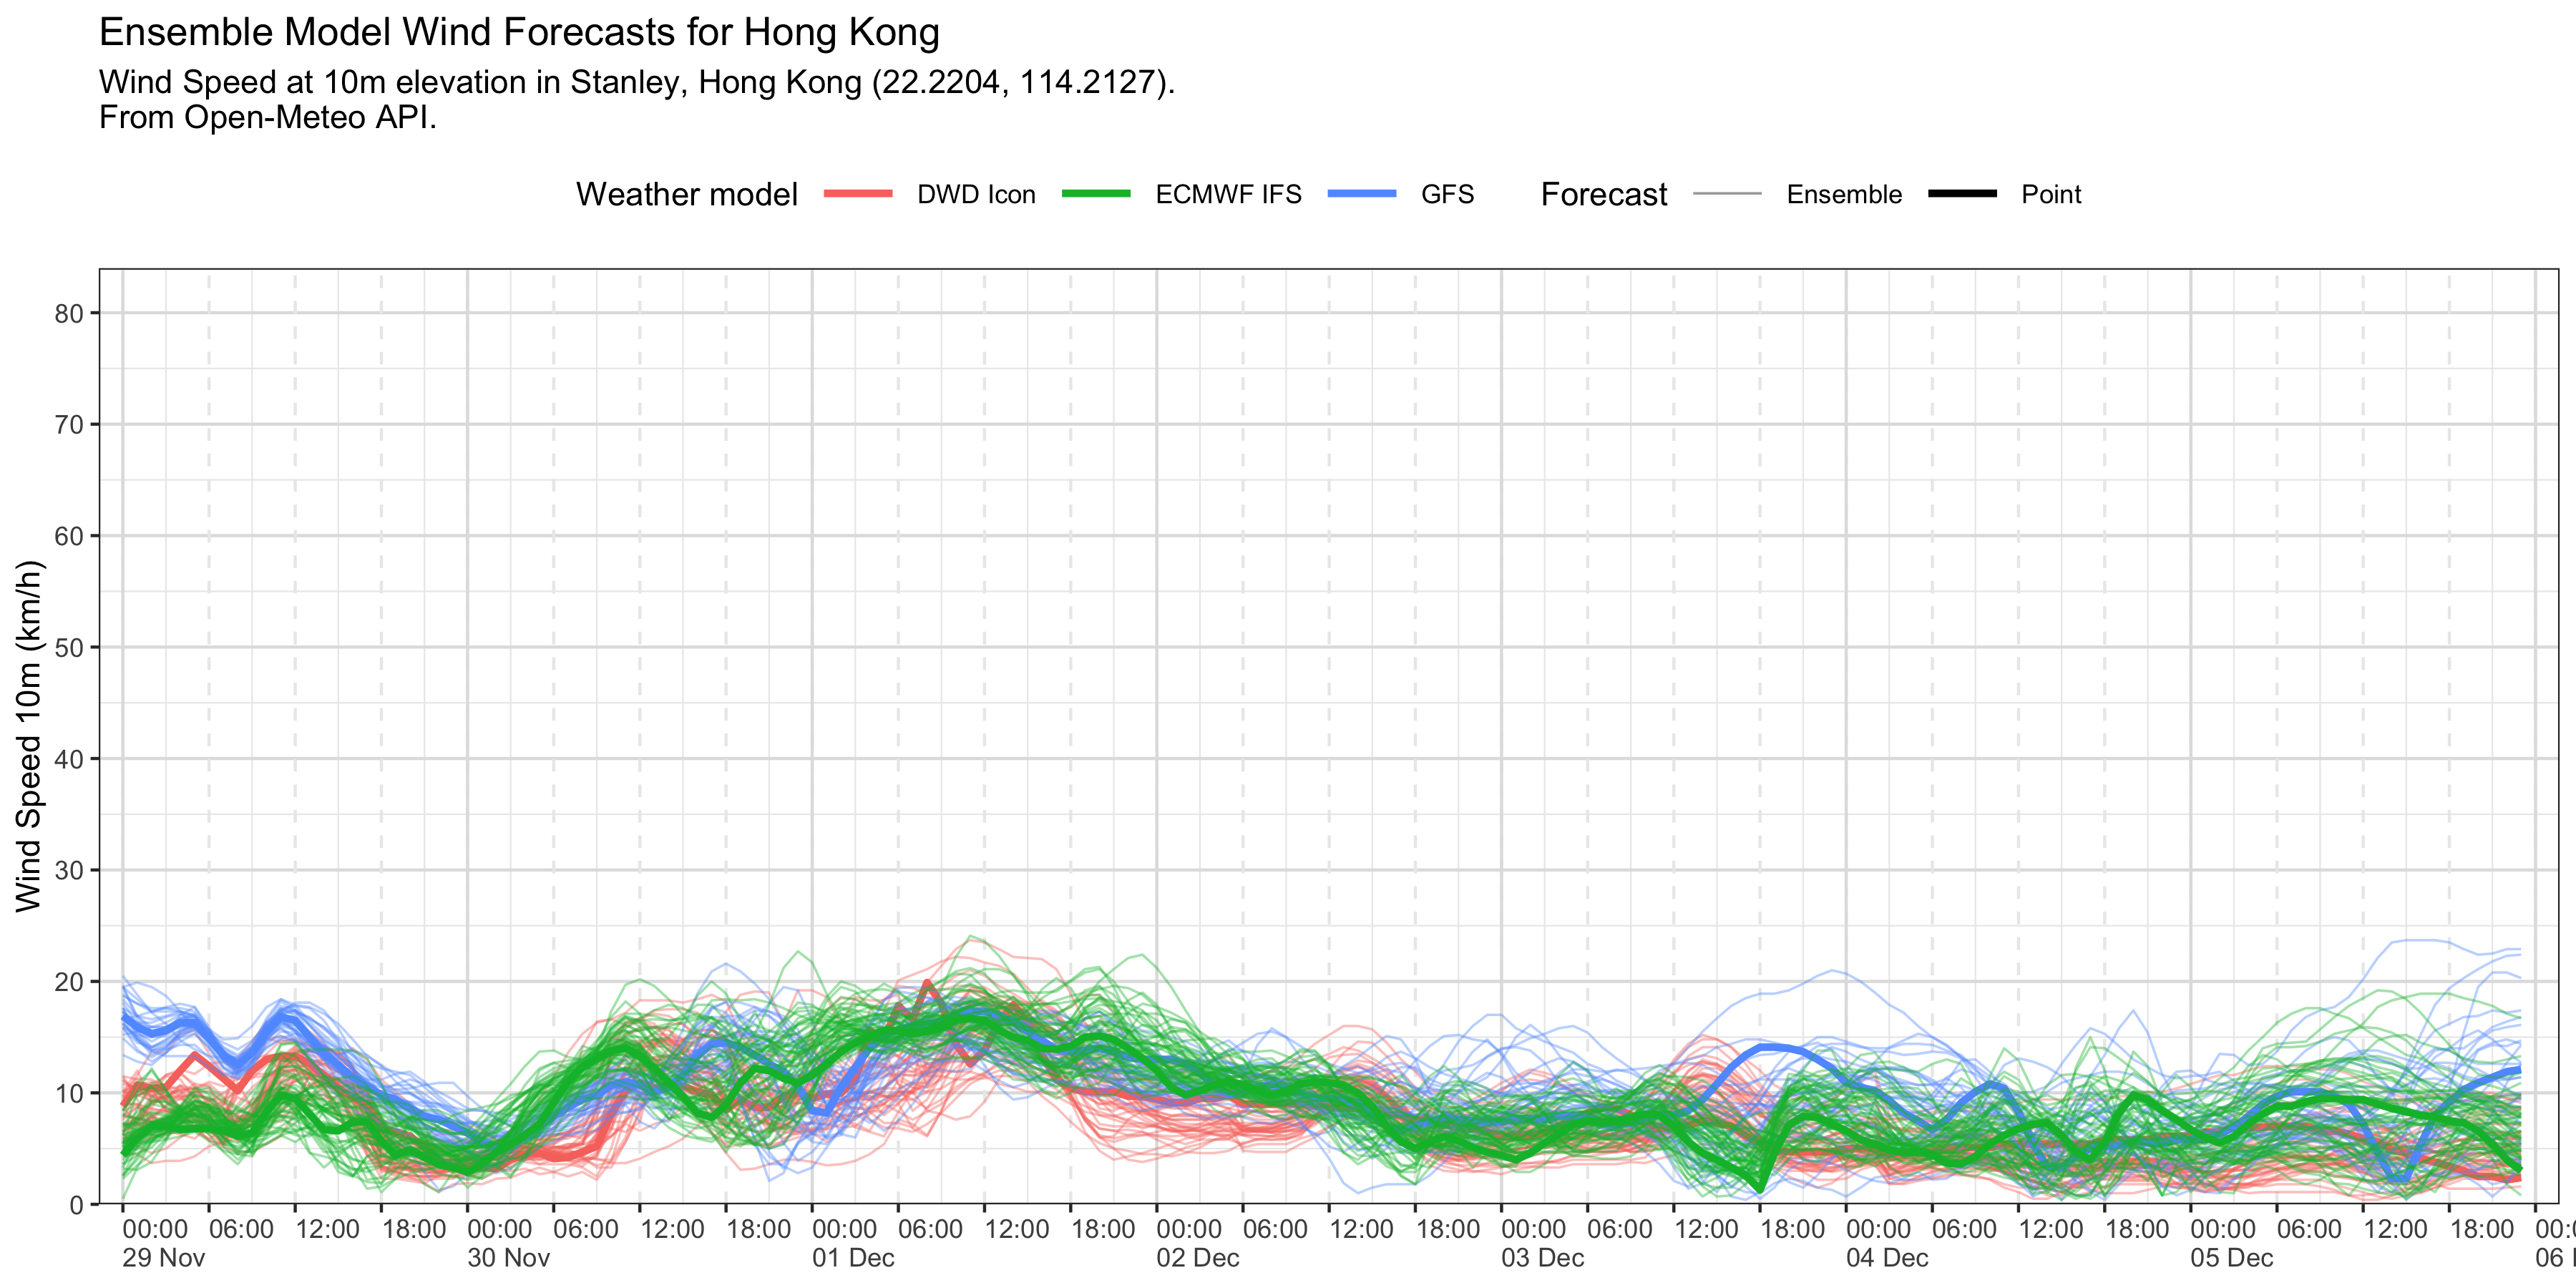 Ensemble Model Wind Forecasts for Hong Kong
Wind Speed at 10m elevation in Stanley, Hong Kong (22.2204, 114.2127).
From Open-Meteo API.
Weather model DWD Icon ECMWF IFS GFS Forecast Ensemble Point
Wind Speed 10m (km/h)
80
70
60
50
40
30
20
10
0
00:00 06:00 12:00 18:00 00:00 06:00 12:00 18:00 00:00 06:00 12:00 18:00 00:00 06:00 12:00 18:00 00:00 06:00 12:00 18:00 00:00 06:00 12:00 18:00 00:00 06:00 12:00 18:00
29 Nov 30 Nov 01 Dec 02 Dec 03 Dec 04 Dec 05 Dec 06